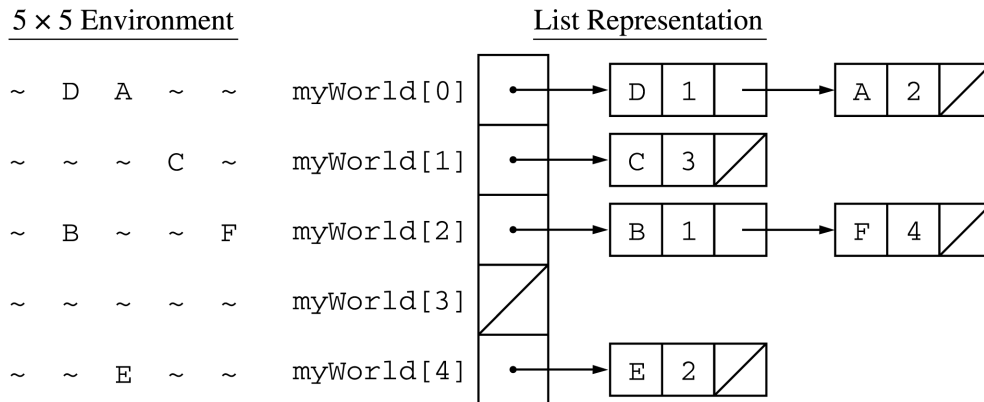 5 × 5 Environment List Representation
~ D A ~ ~ myWorld[0] D 1 A 2
~ ~ ~ C ~ myWorld[1] C 3
~ B ~ ~ F myWorld[2] B 1 F 4
~ ~ ~ ~ ~ myWorld[3]
~ ~ E ~ ~ myWorld[4] E 2